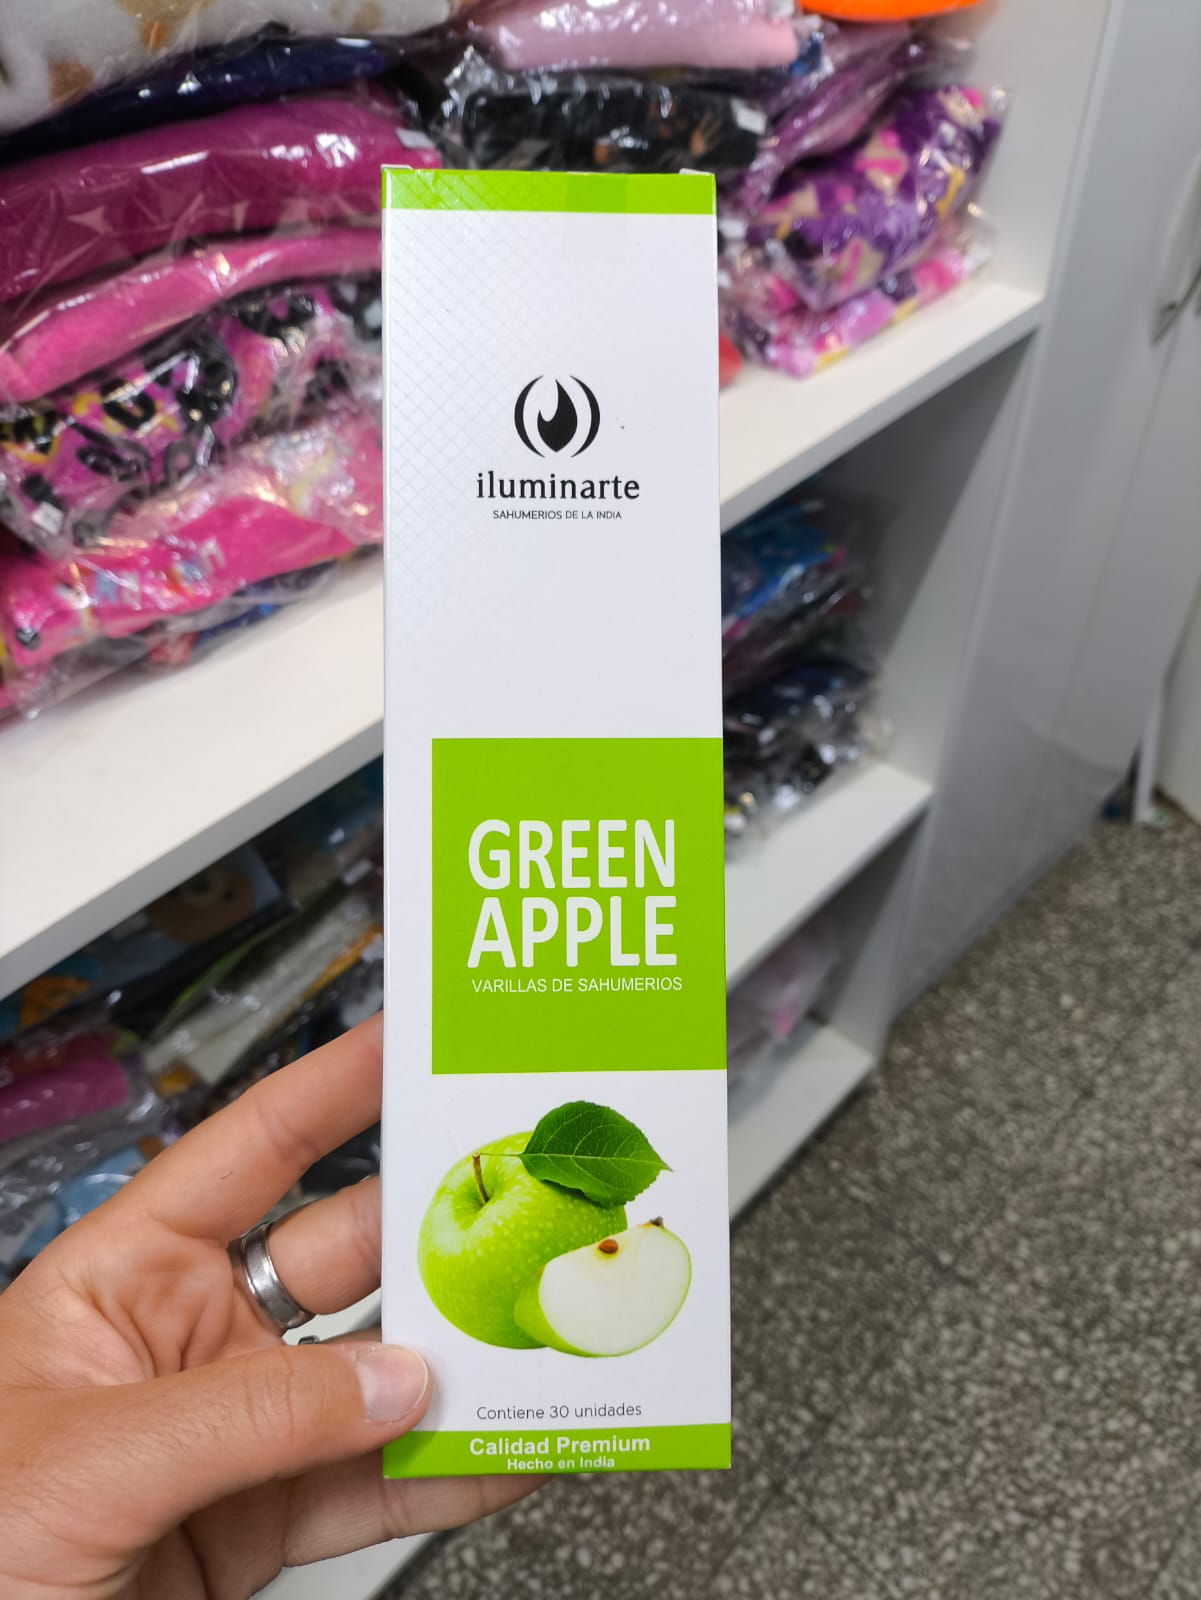 iluminarte
SAHUMERIOS DE LA INDIA
GREEN
APPLE
VARILLAS DE SAHUMERIOS
Contiene 30 unidades
Calidad Premium
Hecho en India